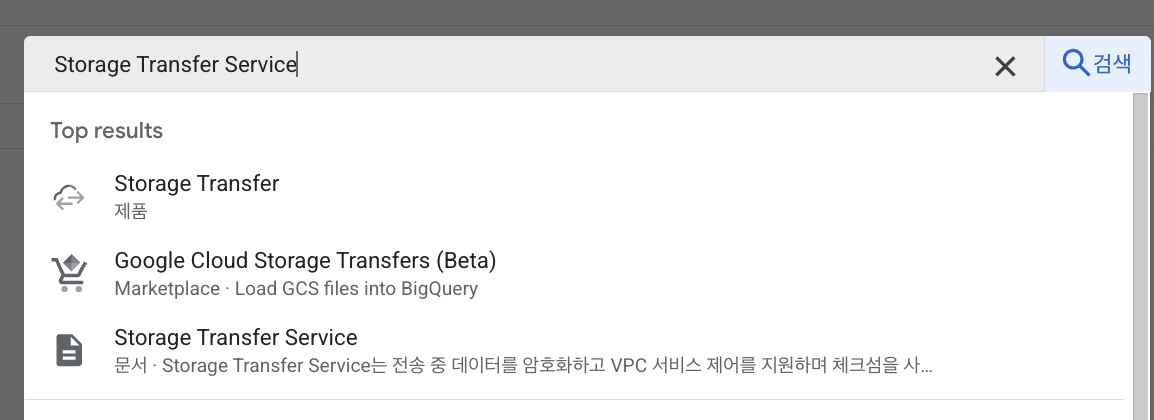 Storage Transfer Service
검색
Top results
Storage Transfer
제품
Google Cloud Storage Transfers (Beta)
Marketplace · Load GCS files into BigQuery
Storage Transfer Service
문서 · Storage Transfer Service는 전송 중 데이터를 암호화하고 VPC 서비스 제어를 지원하며 체크섬을 사...